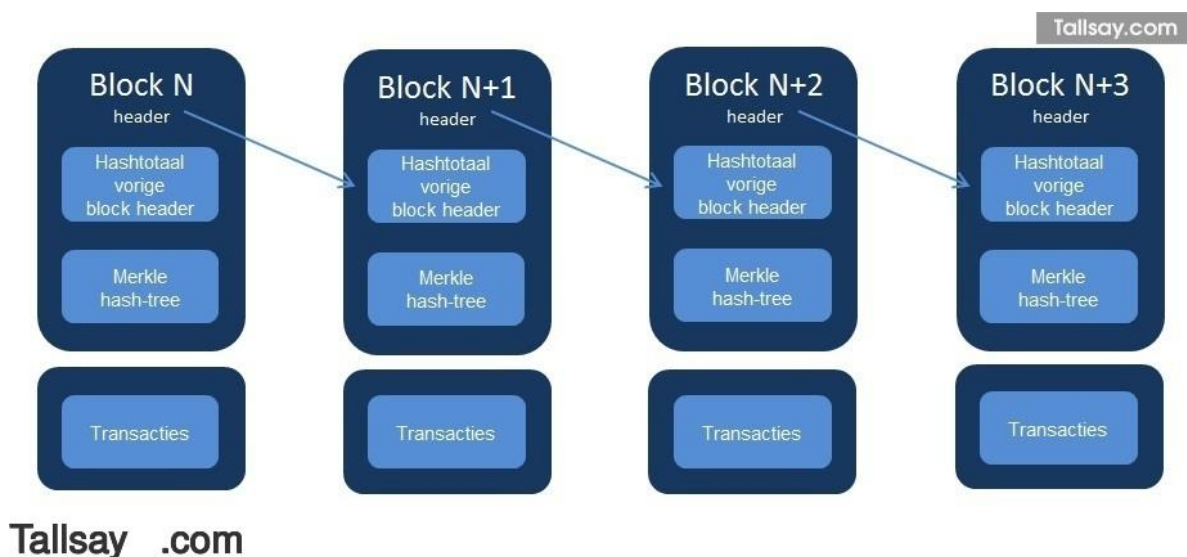 Tallsay.com
Block N
header
Hashtotaal
vorige
block header
Merkle
hash-tree
Transacties
Block N+1
header
Hashtotaal
vorige
block header
Merkle
hash-tree
Transacties
Block N+2
header
Hashtotaal
vorige
block header
Merkle
hash-tree
Transacties
Block N+3
header
Hashtotaal
vorige
block header
Merkle
hash-tree
Transacties
Tallsay .com